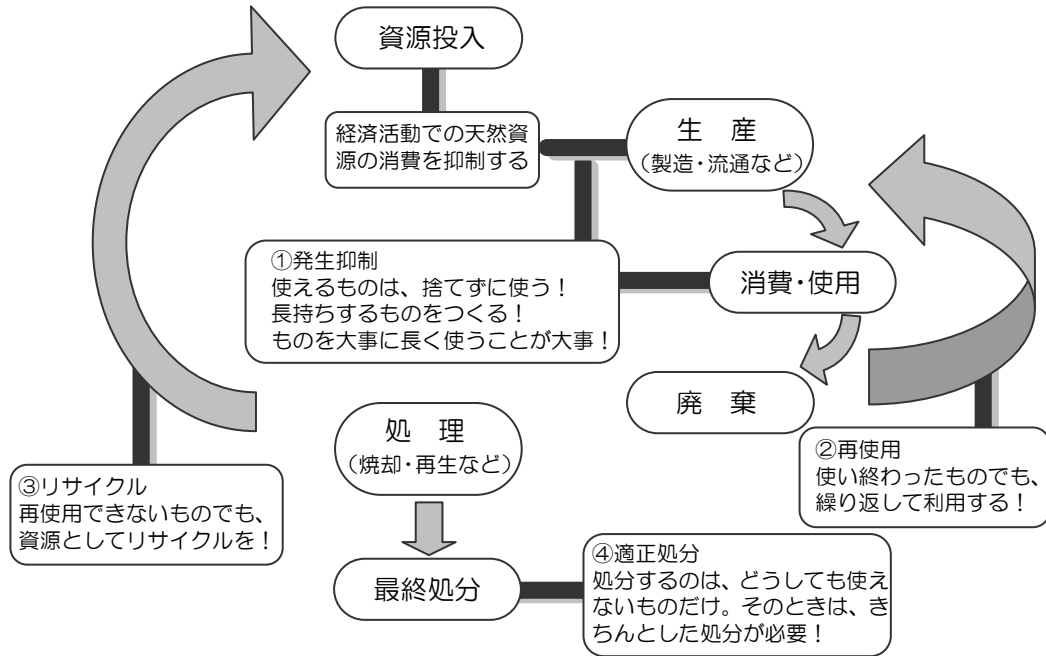 資源投入
経済活動での天然資
源の消費を抑制する
生　産
（製造・流通など）
①発生抑制
使えるものは、捨てずに使う！
長持ちするものをつくる！
ものを大事に長く使うことが大事！
消費・使用
廃　棄
処　理
（焼却・再生など）
②再使用
使い終わったものでも、
繰り返して利用する！
③リサイクル
再使用できないものでも、
資源としてリサイクルを！
最終処分
④適正処分
処分するのは、どうしても使え
ないものだけ。そのときは、き
ちんとした処分が必要！